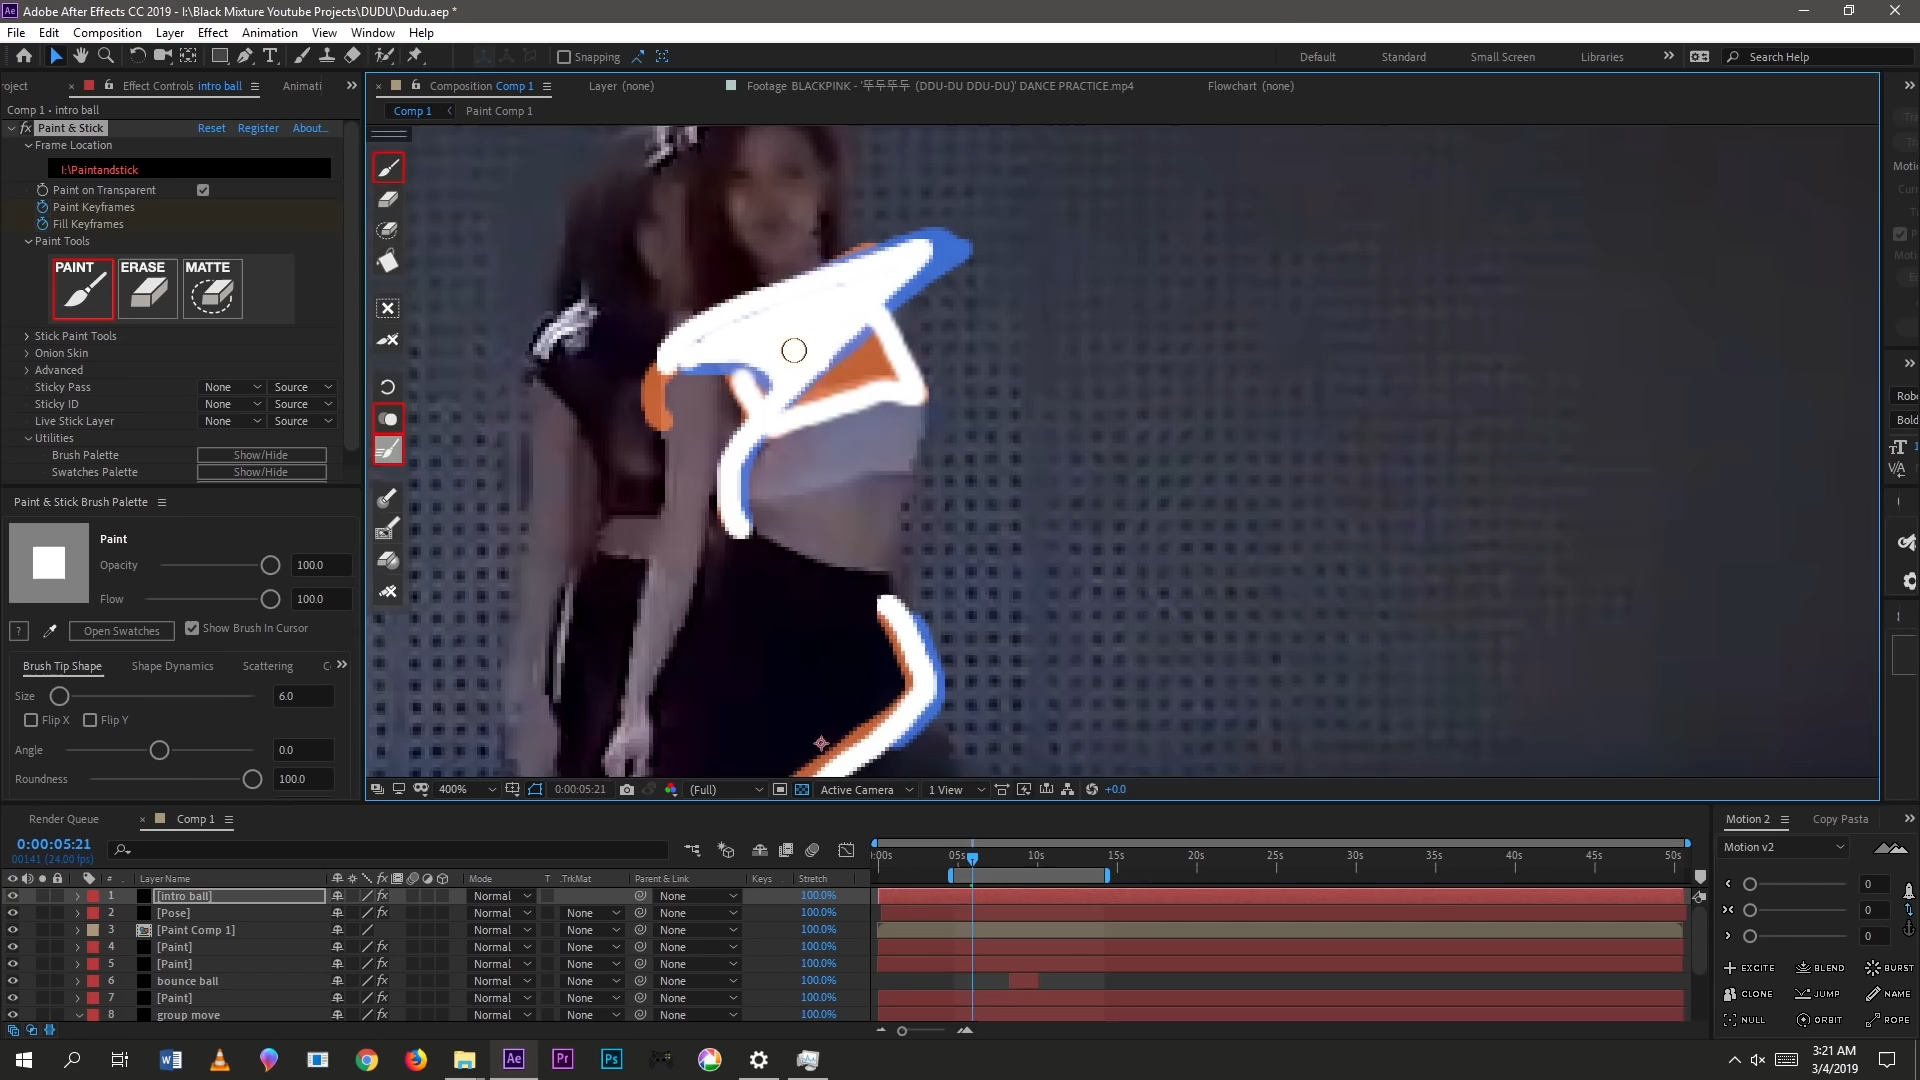 Adobe After Effects CC 2019 - I:\Black Mixture Youtube Projects\DUDU\Dudu.aep *
File Edit Composition Layer Effect Animation View Window Help
Snapping
Default Standard Small Screen Libraries Search Help
Effect Controls intro ball Animati
Composition Comp 1 Layer (none) Footage BLACKPINK - '뚜두뚜두 (DDU-DU DDU-DU)' DANCE PRACTICE.mp4 Flowchart (none)
Comp 1 • intro ball
Comp 1 Paint Comp 1
fx Paint & Stick Reset Register About...
Frame Location
I:\Paintandstick
Paint on Transparent
Paint Keyframes
Fill Keyframes
Paint Tools
PAINT ERASE MATTE
Stick Paint Tools
Onion Skin
Advanced
Sticky Pass None Source
Sticky ID None Source
Live Stick Layer None Source
Utilities
Brush Palette Show/Hide
Swatches Palette Show/Hide
Paint & Stick Brush Palette
Paint
Opacity 100.0
Flow 100.0
? Open Swatches Show Brush In Cursor
Brush Tip Shape Shape Dynamics Scattering
Size 6.0
Flip X Flip Y
Angle 0.0
Roundness 100.0
400% 0:00:05:21 (Full) Active Camera 1 View +0.0
Render Queue Comp 1
0:00:05:21
00141 (24.00 fps)
:00s 05s 10s 15s 20s 25s 30s 35s 40s 45s 50s
# Layer Name fx Mode T .TrkMat Parent & Link Keys Stretch
1 [intro ball] fx Normal None 100.0%
2 [Pose] fx Normal None None 100.0%
3 [Paint Comp 1] Normal None None 100.0%
4 [Paint] fx Normal None None 100.0%
5 [Paint] fx Normal None None 100.0%
6 bounce ball fx Normal None None 100.0%
7 [Paint] fx Normal None None 100.0%
8 group move fx Normal None None 100.0%
Motion 2 Copy Pasta
Motion v2
0
0
0
EXCITE BLEND BURST
CLONE JUMP NAME
NULL ORBIT ROPE
Ae Pr Ps
3:21 AM
3/4/2019